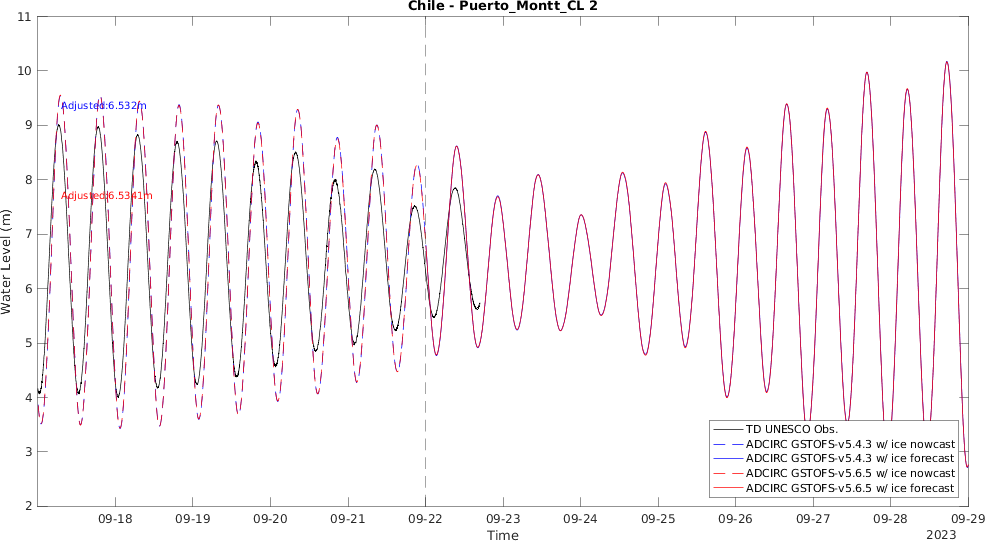 Chile - Puerto_Montt_CL 2
11
10
9
8
7
6
5
4
3
2
Water Level (m)
Adjusted:6.532m
Adjusted:6.5341m
TD UNESCO Obs.
ADCIRC GSTOFS-v5.4.3 w/ ice nowcast
ADCIRC GSTOFS-v5.4.3 w/ ice forecast
ADCIRC GSTOFS-v5.6.5 w/ ice nowcast
ADCIRC GSTOFS-v5.6.5 w/ ice forecast
09-18 09-19 09-20 09-21 09-22 09-23 09-24 09-25 09-26 09-27 09-28 09-29
Time
2023